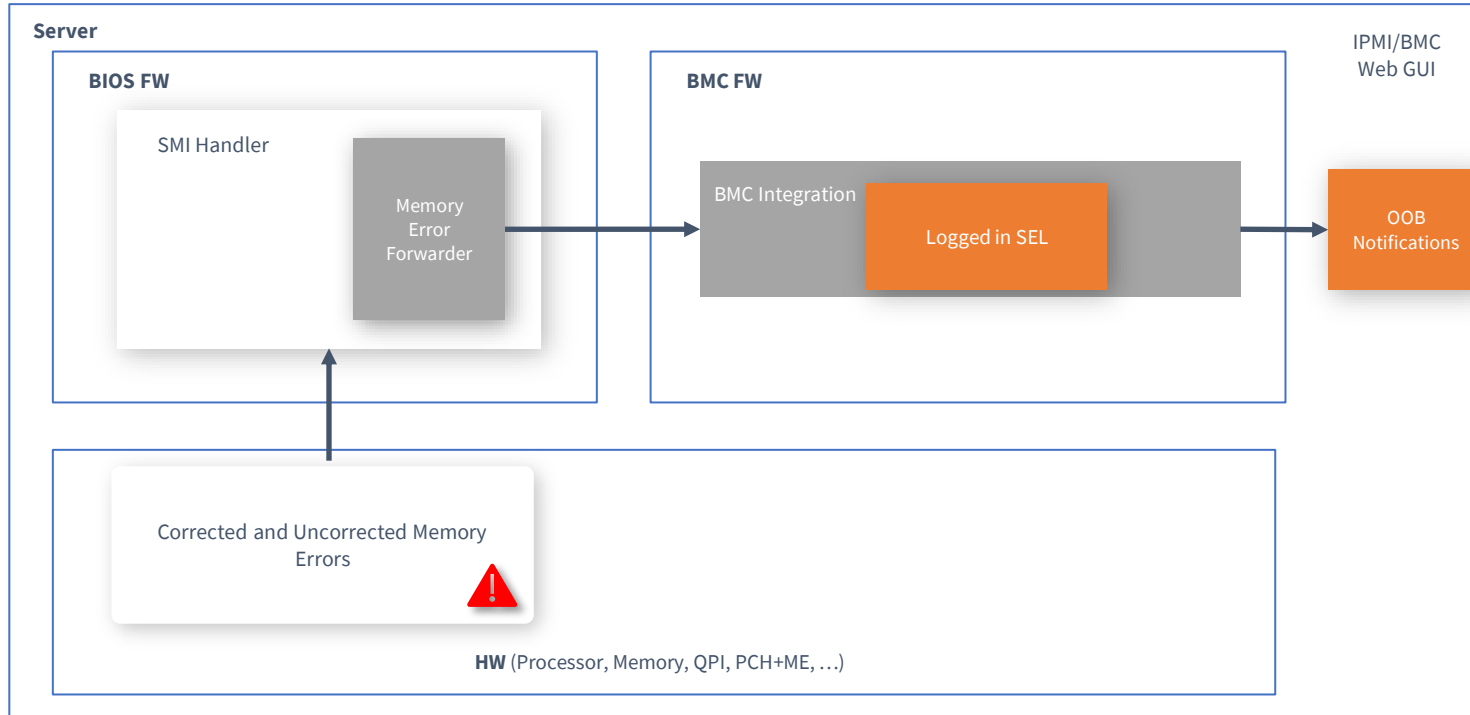 Server
IPMI/BMC
Web GUI
BIOS FW
BMC FW
SMI Handler
Memory
Error
Forwarder
BMC Integration
Logged in SEL
OOB
Notifications
Corrected and Uncorrected Memory
Errors
HW (Processor, Memory, QPI, PCH+ME, …)